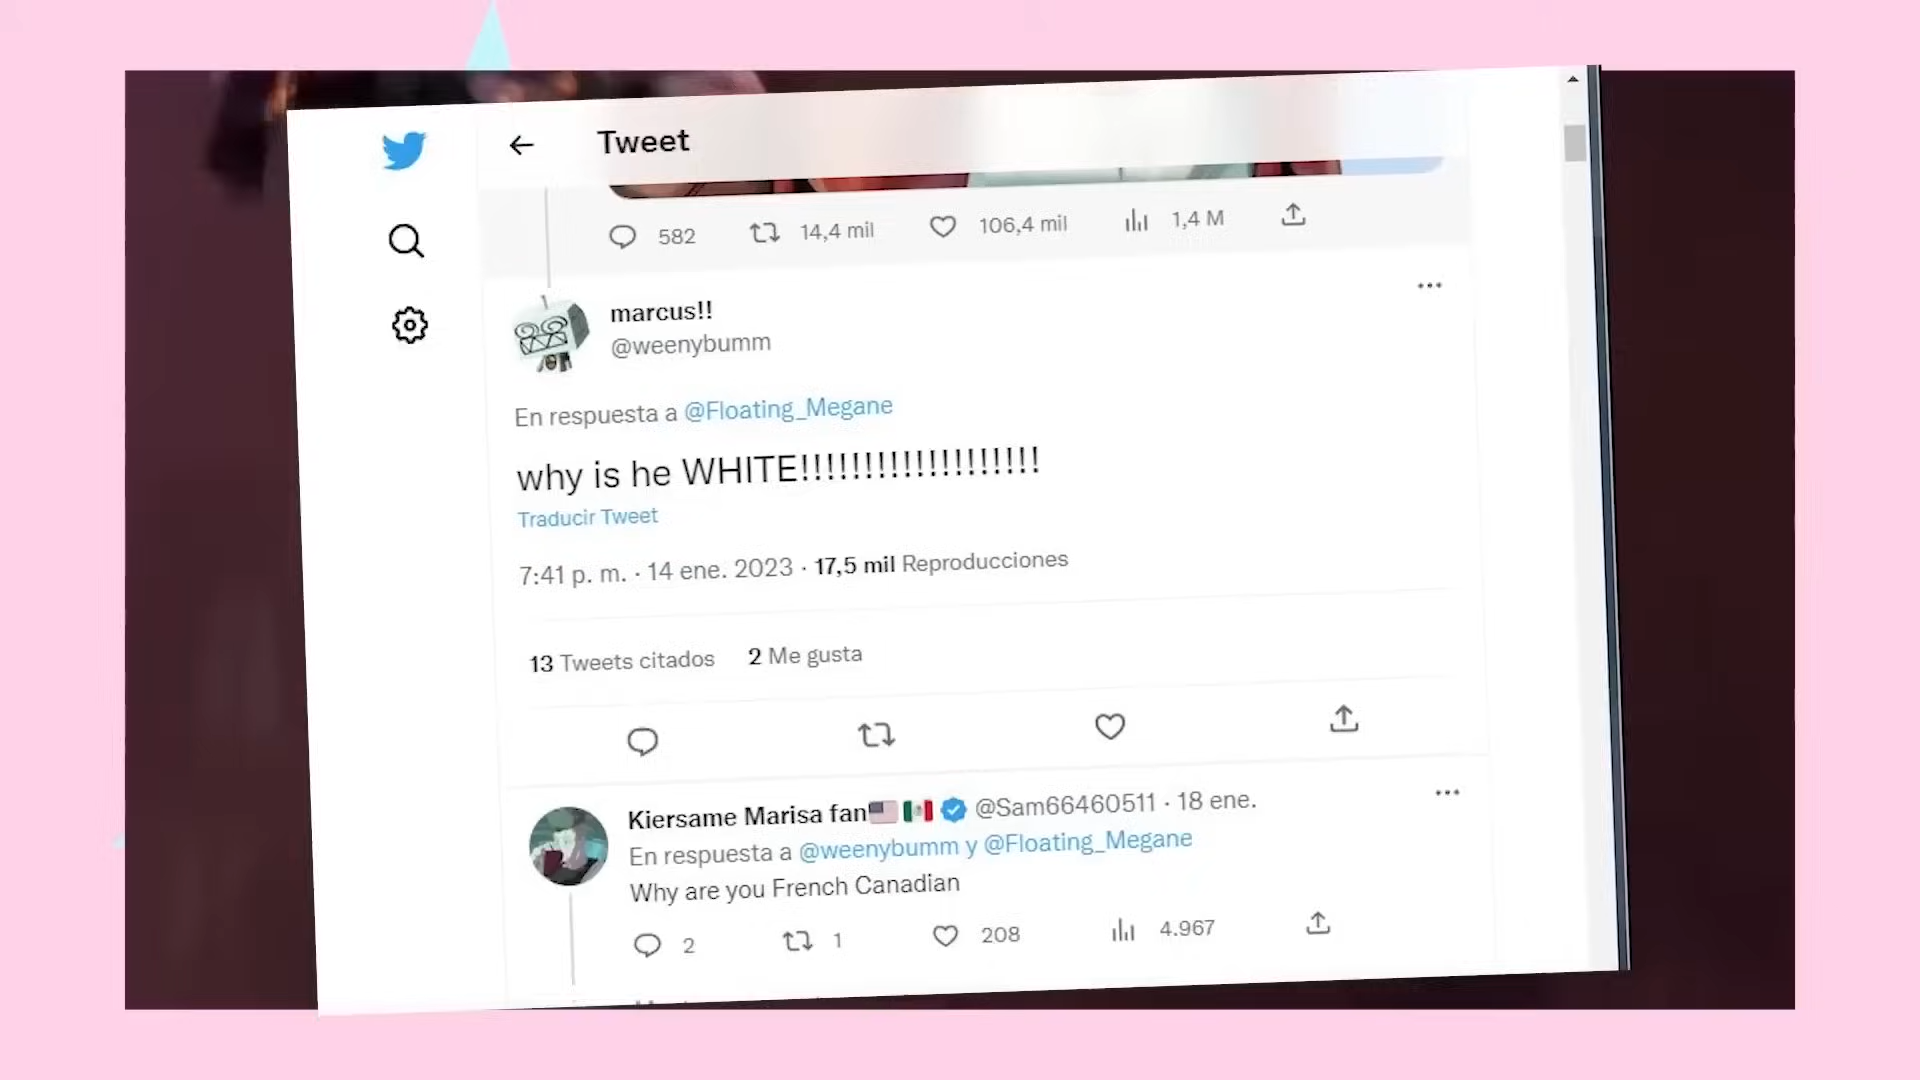 Tweet
582 14,4 mil 106,4 mil 1,4 M
marcus!!
@weenybumm
En respuesta a @Floating_Megane
why is he WHITE!!!!!!!!!!!!!!!!!!!
Traducir Tweet
7:41 p. m. · 14 ene. 2023 · 17,5 mil Reproducciones
13 Tweets citados 2 Me gusta
Kiersame Marisa fan🇺🇸🇲🇽 @Sam66460511 · 18 ene.
En respuesta a @weenybumm y @Floating_Megane
Why are you French Canadian
2 1 208 4.967